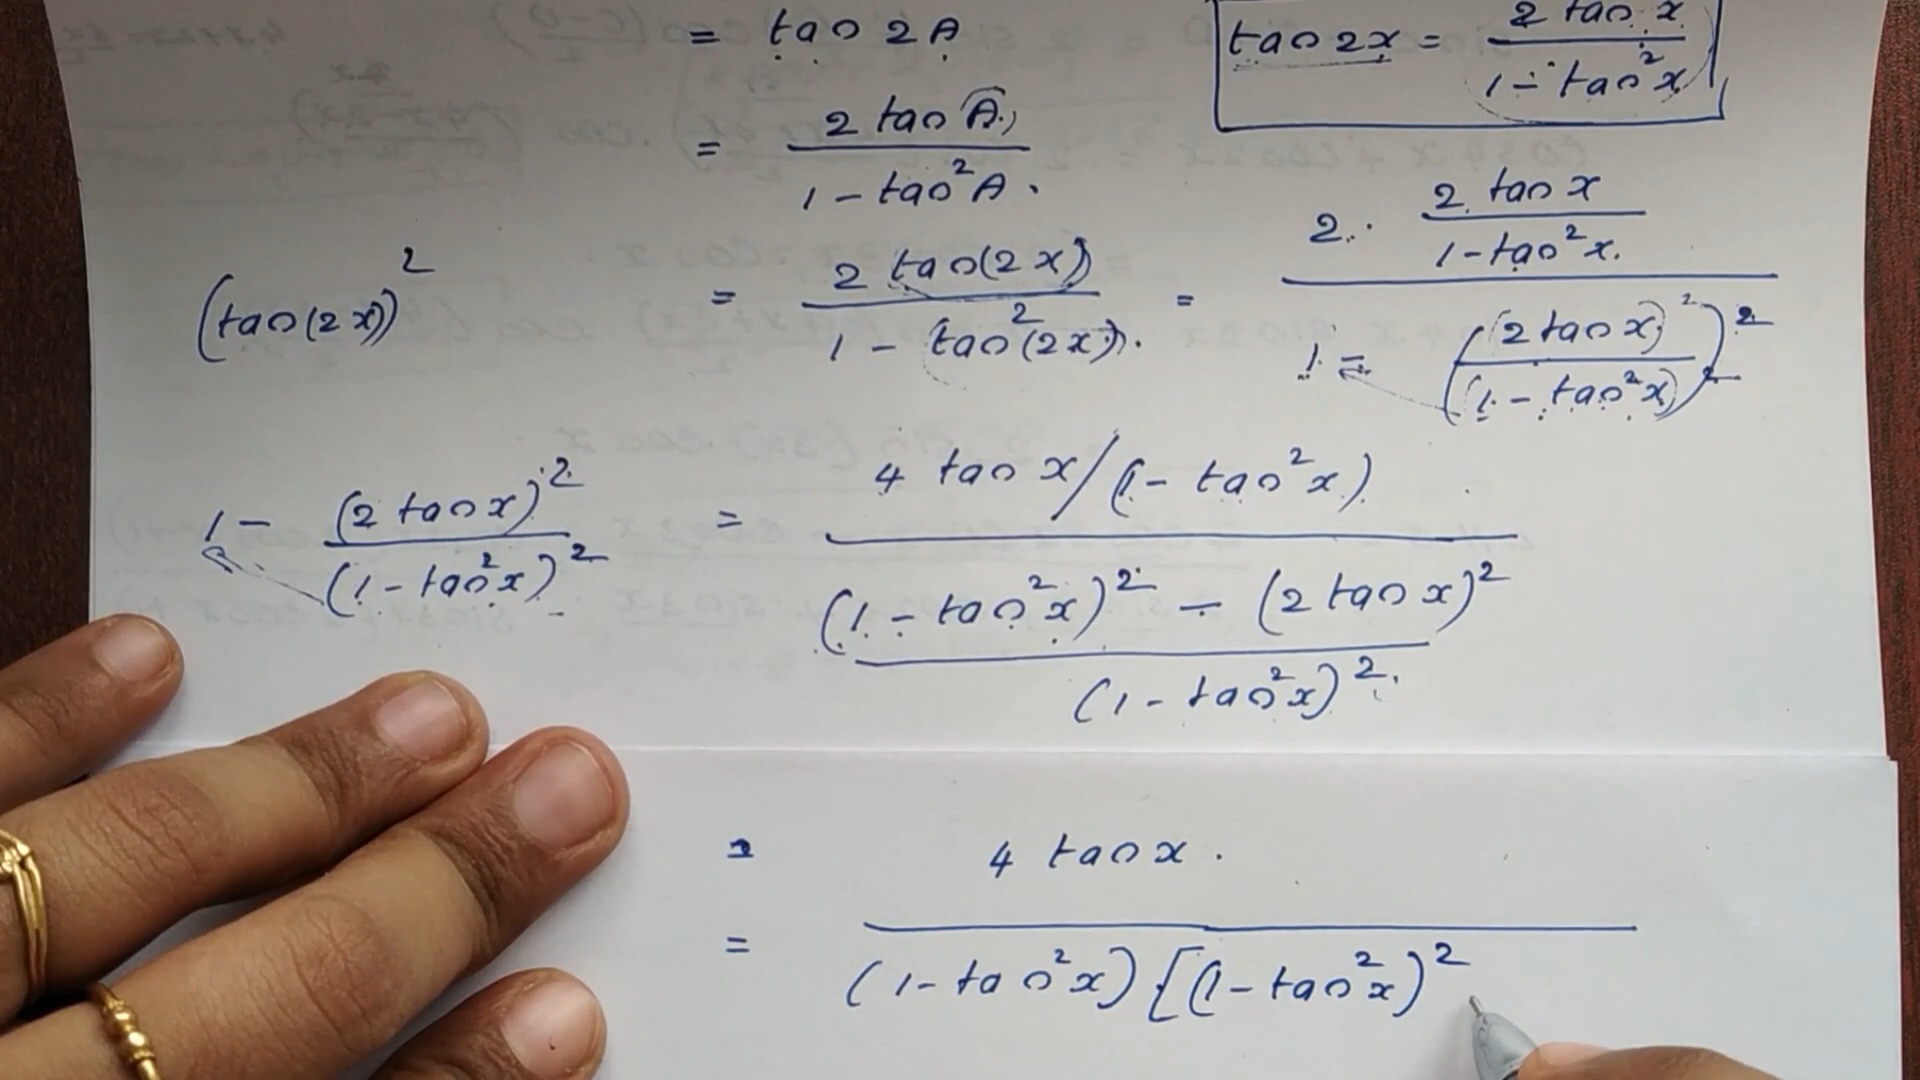 = tan 2A
tan 2x = 2 tan x / 1 - tan²x
= 2 tan A / 1 - tan²A.
(tan(2x))²
= 2 tan(2x) / 1 - tan²(2x). = 2. 2 tan x / 1 - tan²x. / 1 - ((2 tan x)² / (1 - tan²x)²)²
1 - (2 tan x)² / (1 - tan²x)²
= 4 tan x / (1 - tan²x) / (1 - tan²x)² - (2 tan x)² / (1 - tan²x)².
= 4 tan x. / (1 - tan²x) [(1 - tan²x)²